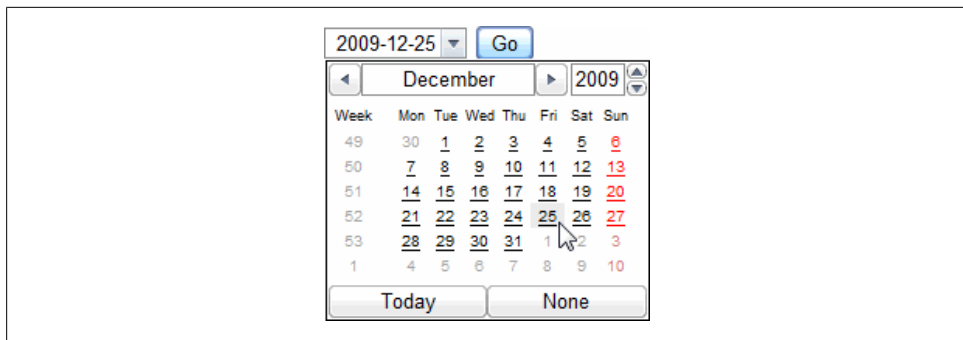 2009-12-25 Go
December 2009
Week Mon Tue Wed Thu Fri Sat Sun
49 30 1 2 3 4 5 6
50 7 8 9 10 11 12 13
51 14 15 16 17 18 19 20
52 21 22 23 24 25 26 27
53 28 29 30 31 1 2 3
1 4 5 6 7 8 9 10
Today None